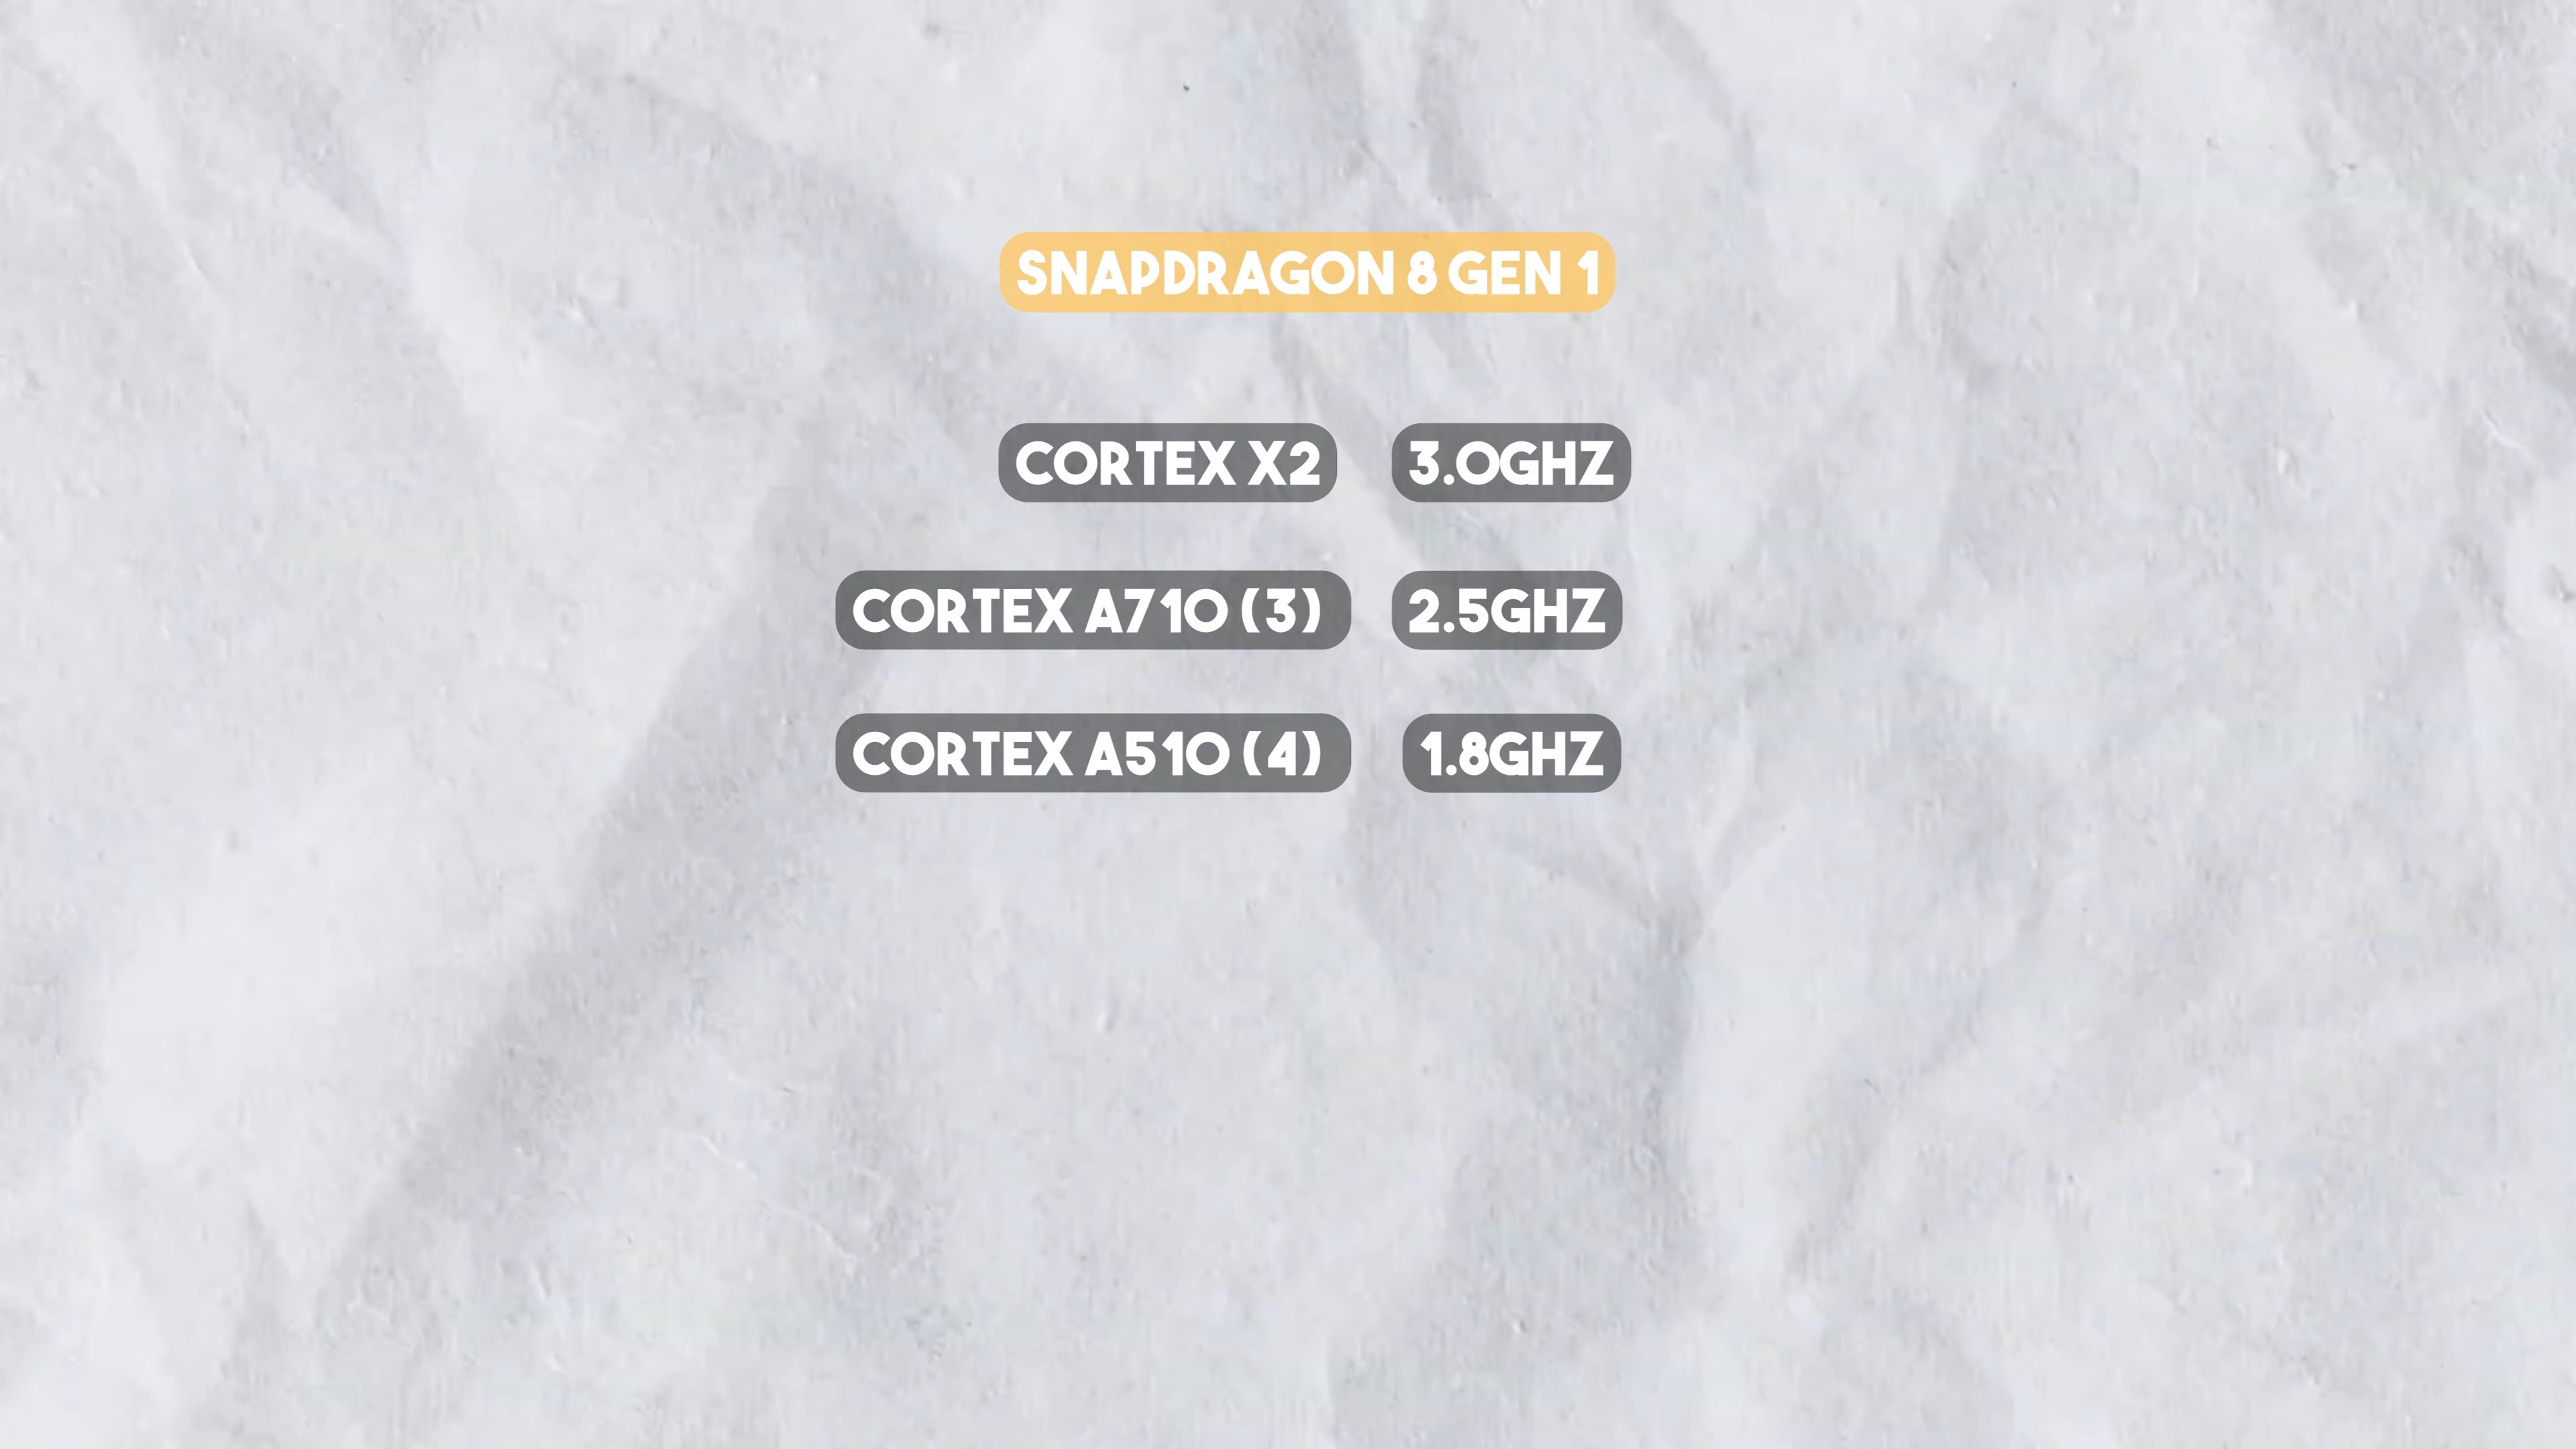 SNAPDRAGON 8 GEN 1
CORTEX X2 3.0GHZ
CORTEX A710 (3) 2.5GHZ
CORTEX A510 (4) 1.8GHZ